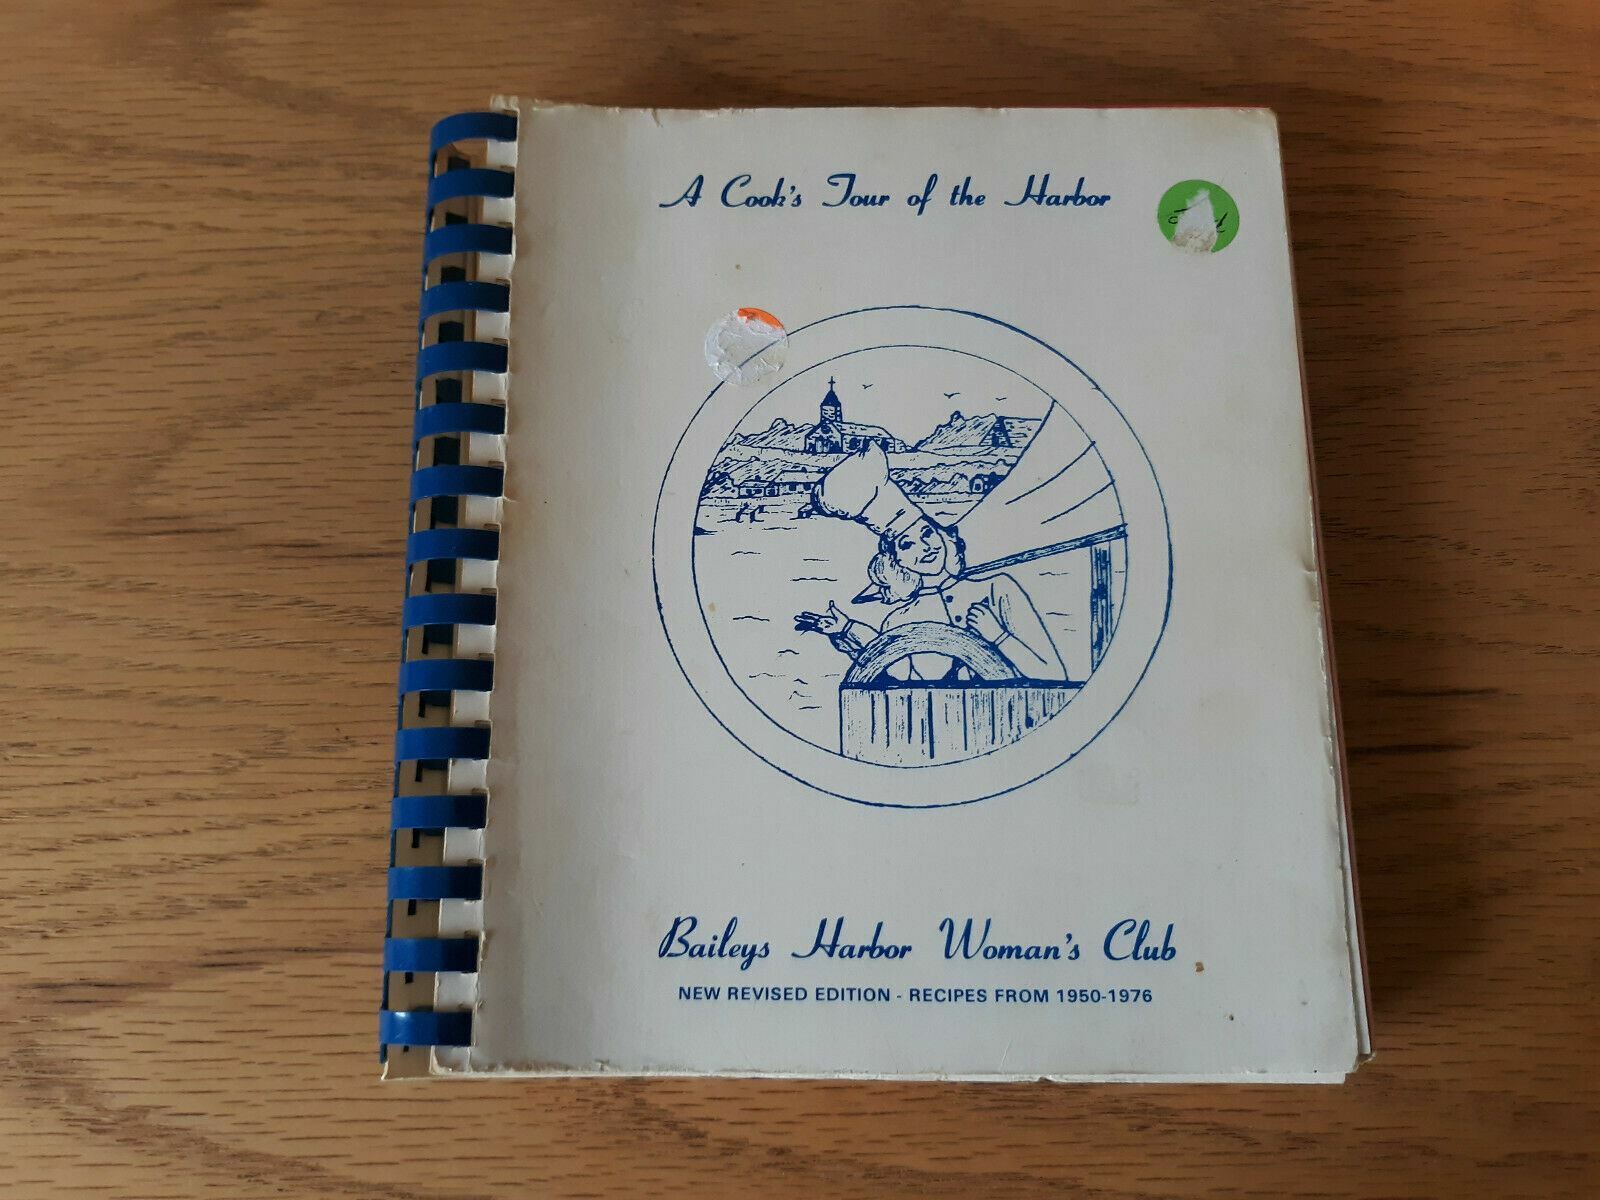 A Cook's Tour of the Harbor
Baileys Harbor Woman's Club
NEW REVISED EDITION - RECIPES FROM 1950-1976